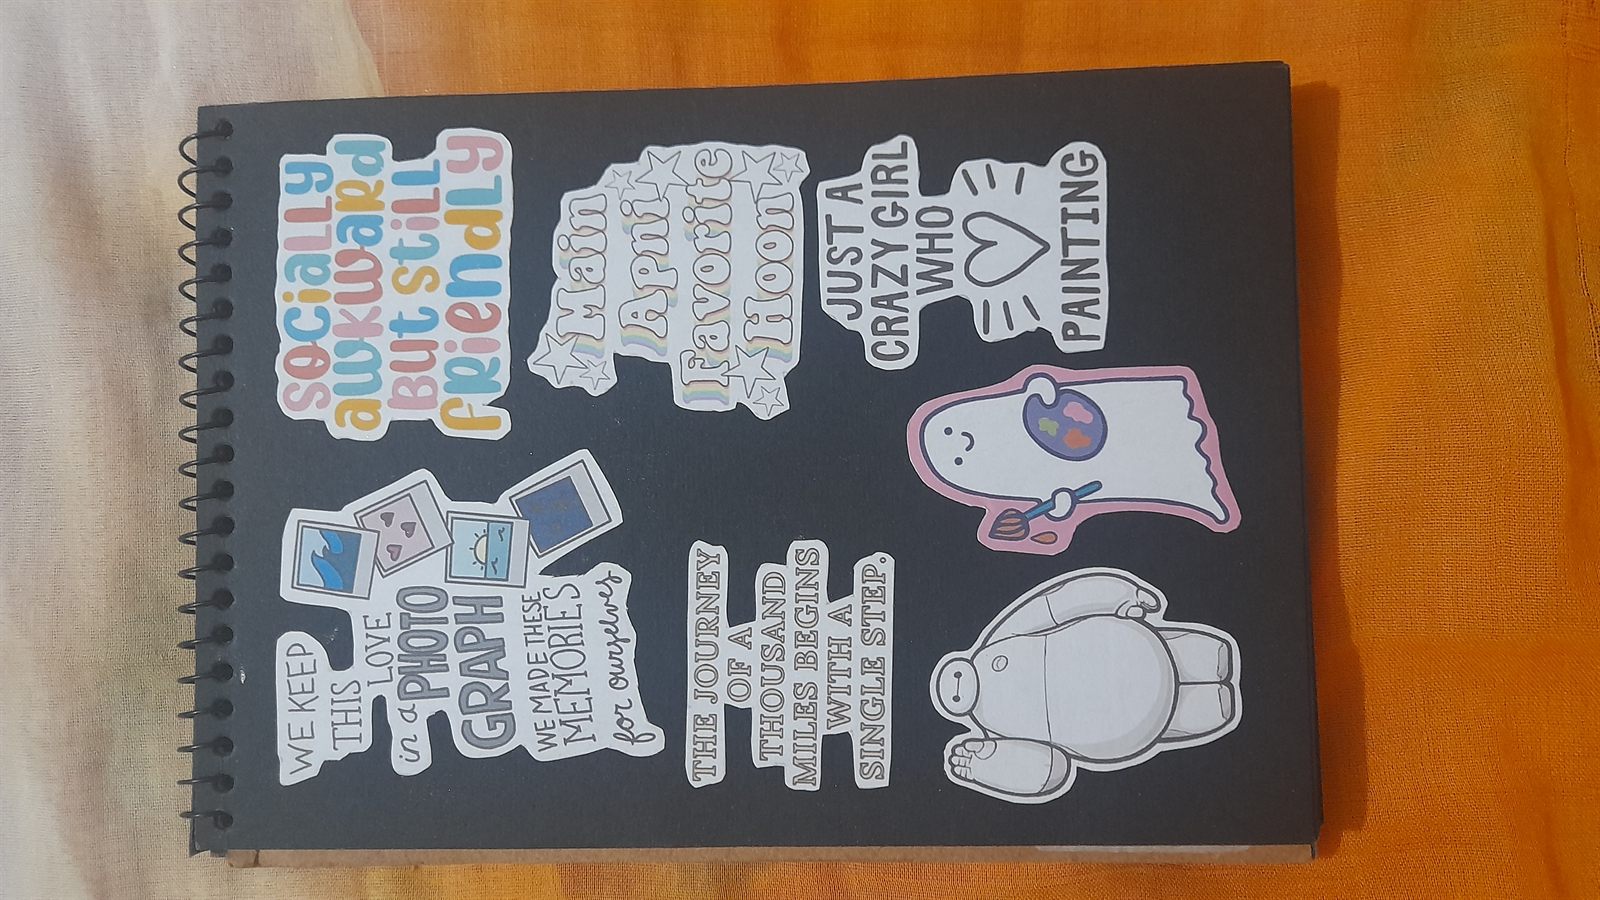 WE KEEP
THIS
LOVE
in a PHOTO
GRAPH
WE MADE THESE
MEMORIES
for ourselves
SOCiaLLY
aWKWaRd
BUt StiLL
FRiendLY
Main
Apni
Favorite
Hoon
THE JOURNEY
OF A
THOUSAND
MILES BEGINS
WITH A
SINGLE STEP.
JUST A
CRAZY GIRL
WHO
PAINTING